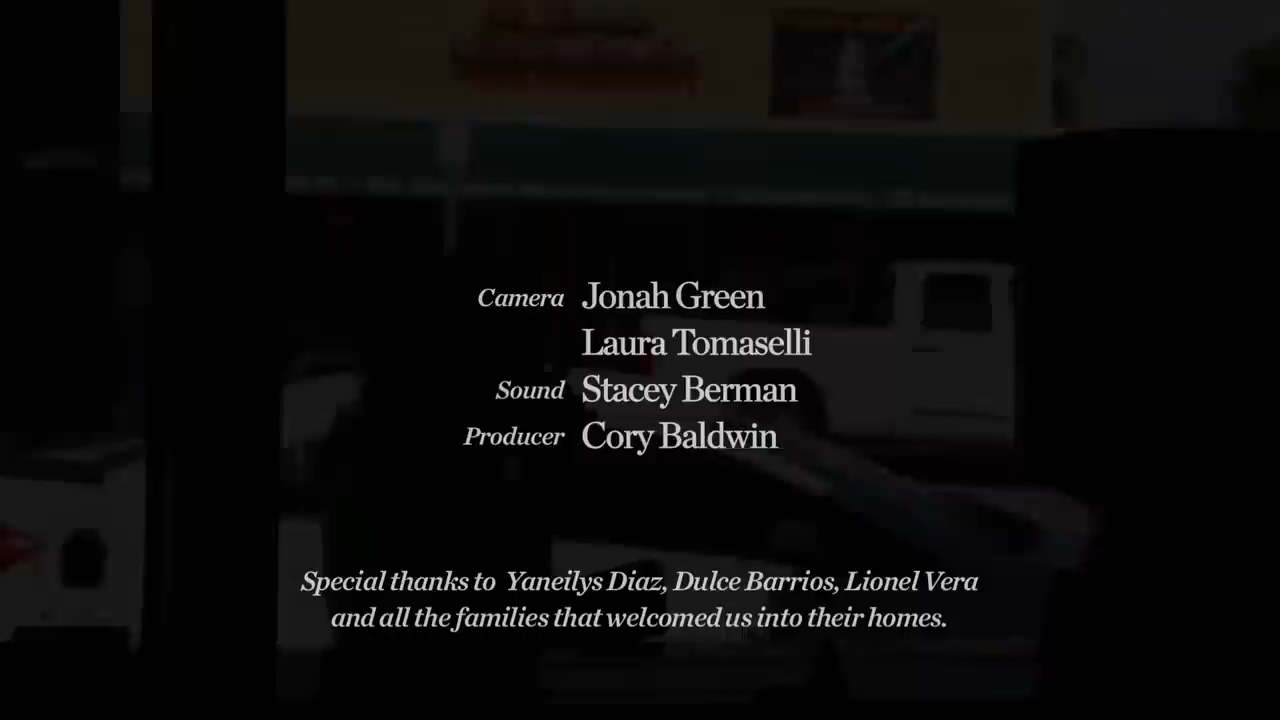 Camera Jonah Green
Laura Tomaselli
Sound Stacey Berman
Producer Cory Baldwin
Special thanks to Yaneilys Diaz, Dulce Barrios, Lionel Vera
and all the families that welcomed us into their homes.